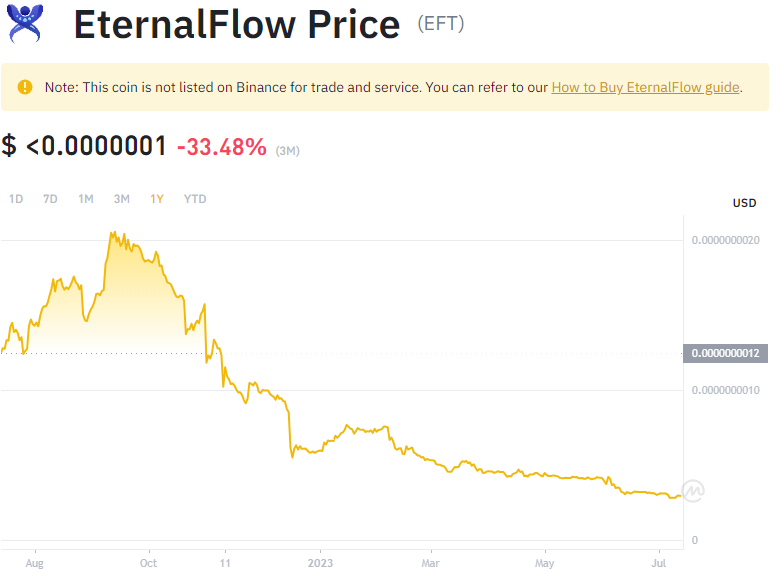 EternalFlow Price (EFT)
Note: This coin is not listed on Binance for trade and service. You can refer to our How to Buy EternalFlow guide.
$ <0.0000001 -33.48% (3M)
1D 7D 1M 3M 1Y YTD
USD
0.0000000020
0.0000000012
0.0000000010
0
Aug Oct 11 2023 Mar May Jul